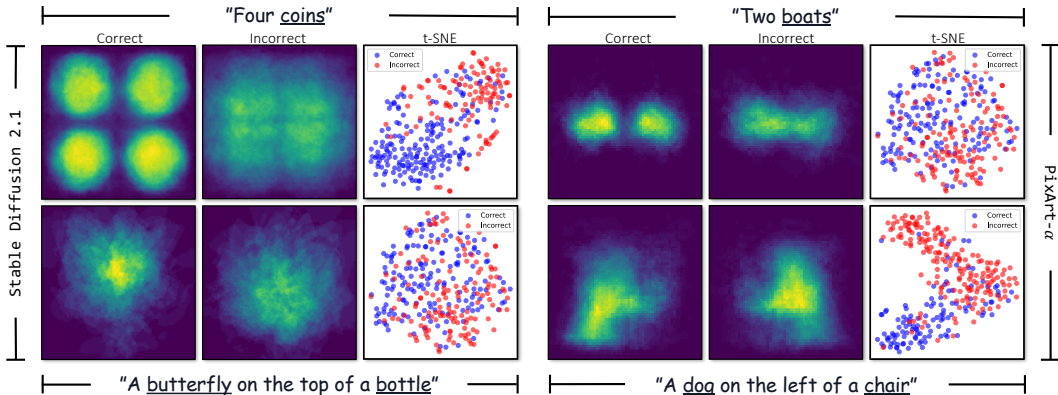 "Four coins"
"Two boats"
Correct
Incorrect
t-SNE
Correct
Incorrect
t-SNE
Correct
Incorrect
Correct
Incorrect
Stable Diffusion 2.1
PixArt-α
Correct
Incorrect
Correct
Incorrect
"A butterfly on the top of a bottle"
"A dog on the left of a chair"